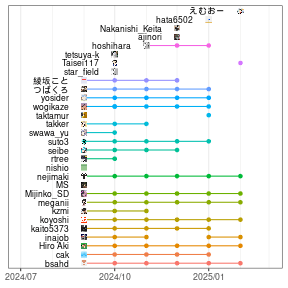 えむおー
hata6502
Nakanishi_Keita
ajinori
hoshihara
tetsuya-k
Taisei117
star_field
綾坂こと
つばくろ
yosider
wogikaze
taktamur
takker
swawa_yu
suto3
seibe
rtree
nishio
nejimaki
MS
Mijinko_SD
meganii
kzmi
koyoshi
kaito5373
inajob
Hiro Aki
cak
bsahd
2024/07 2024/10 2025/01